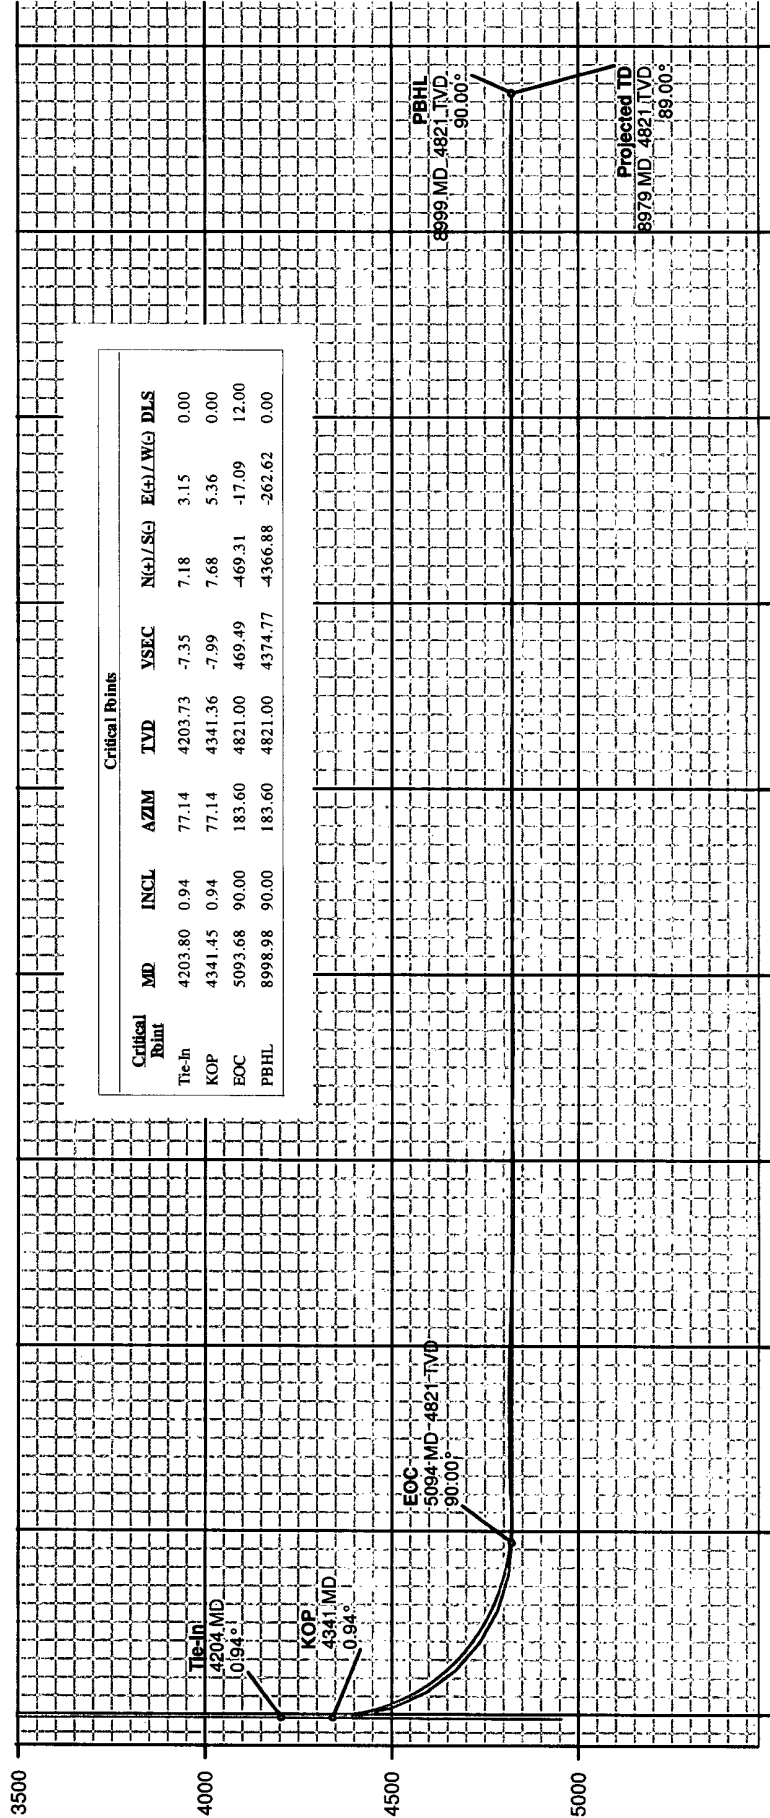 Critical Points
Critical Point MD INCL AZIM TVD VSEC N(+) / S(-) E(+) / W(-) DLS
Tie-In 4203.80 0.94 77.14 4203.73 -7.35 7.18 3.15 0.00
KOP 4341.45 0.94 77.14 4341.36 -7.99 7.68 5.36 0.00
EOC 5093.68 90.00 183.60 4821.00 469.49 -469.31 -17.09 12.00
PBHL 8998.98 90.00 183.60 4821.00 4374.77 -4366.88 -262.62 0.00
3500
4000
4500
5000
Tie-In
4204 MD
0.94°
KOP
4341 MD
0.94°
EOC
5094 MD 4821 TVD
90.00°
PBHL
8999 MD 4821 TVD
90.00°
Projected TD
8979 MD 4821 TVD
89.00°